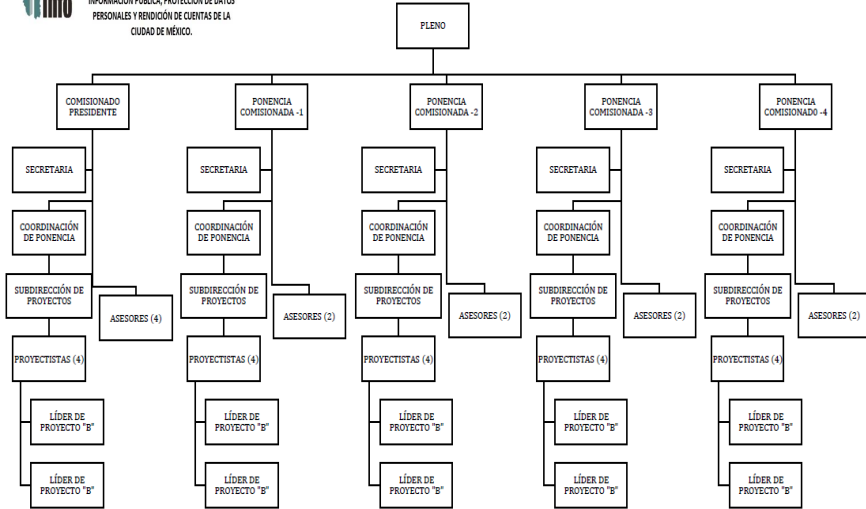 info
INFORMACIÓN PÚBLICA, PROTECCIÓN DE DATOS
PERSONALES Y RENDICIÓN DE CUENTAS DE LA
CIUDAD DE MÉXICO.
PLENO
COMISIONADO
PRESIDENTE
PONENCIA
COMISIONADA -1
PONENCIA
COMISIONADA -2
PONENCIA
COMISIONADA -3
PONENCIA
COMISIONADO -4
SECRETARIA
SECRETARIA
SECRETARIA
SECRETARIA
SECRETARIA
COORDINACIÓN
DE PONENCIA
COORDINACIÓN
DE PONENCIA
COORDINACIÓN
DE PONENCIA
COORDINACIÓN
DE PONENCIA
COORDINACIÓN
DE PONENCIA
SUBDIRECCIÓN DE
PROYECTOS
SUBDIRECCIÓN DE
PROYECTOS
SUBDIRECCIÓN DE
PROYECTOS
SUBDIRECCIÓN DE
PROYECTOS
SUBDIRECCIÓN DE
PROYECTOS
ASESORES (4)
ASESORES (2)
ASESORES (2)
ASESORES (2)
ASESORES (2)
PROYECTISTAS (4)
PROYECTISTAS (4)
PROYECTISTAS (4)
PROYECTISTAS (4)
PROYECTISTAS (4)
LÍDER DE
PROYECTO "B"
LÍDER DE
PROYECTO "B"
LÍDER DE
PROYECTO "B"
LÍDER DE
PROYECTO "B"
LÍDER DE
PROYECTO "B"
LÍDER DE
PROYECTO "B"
LÍDER DE
PROYECTO "B"
LÍDER DE
PROYECTO "B"
LÍDER DE
PROYECTO "B"
LÍDER DE
PROYECTO "B"